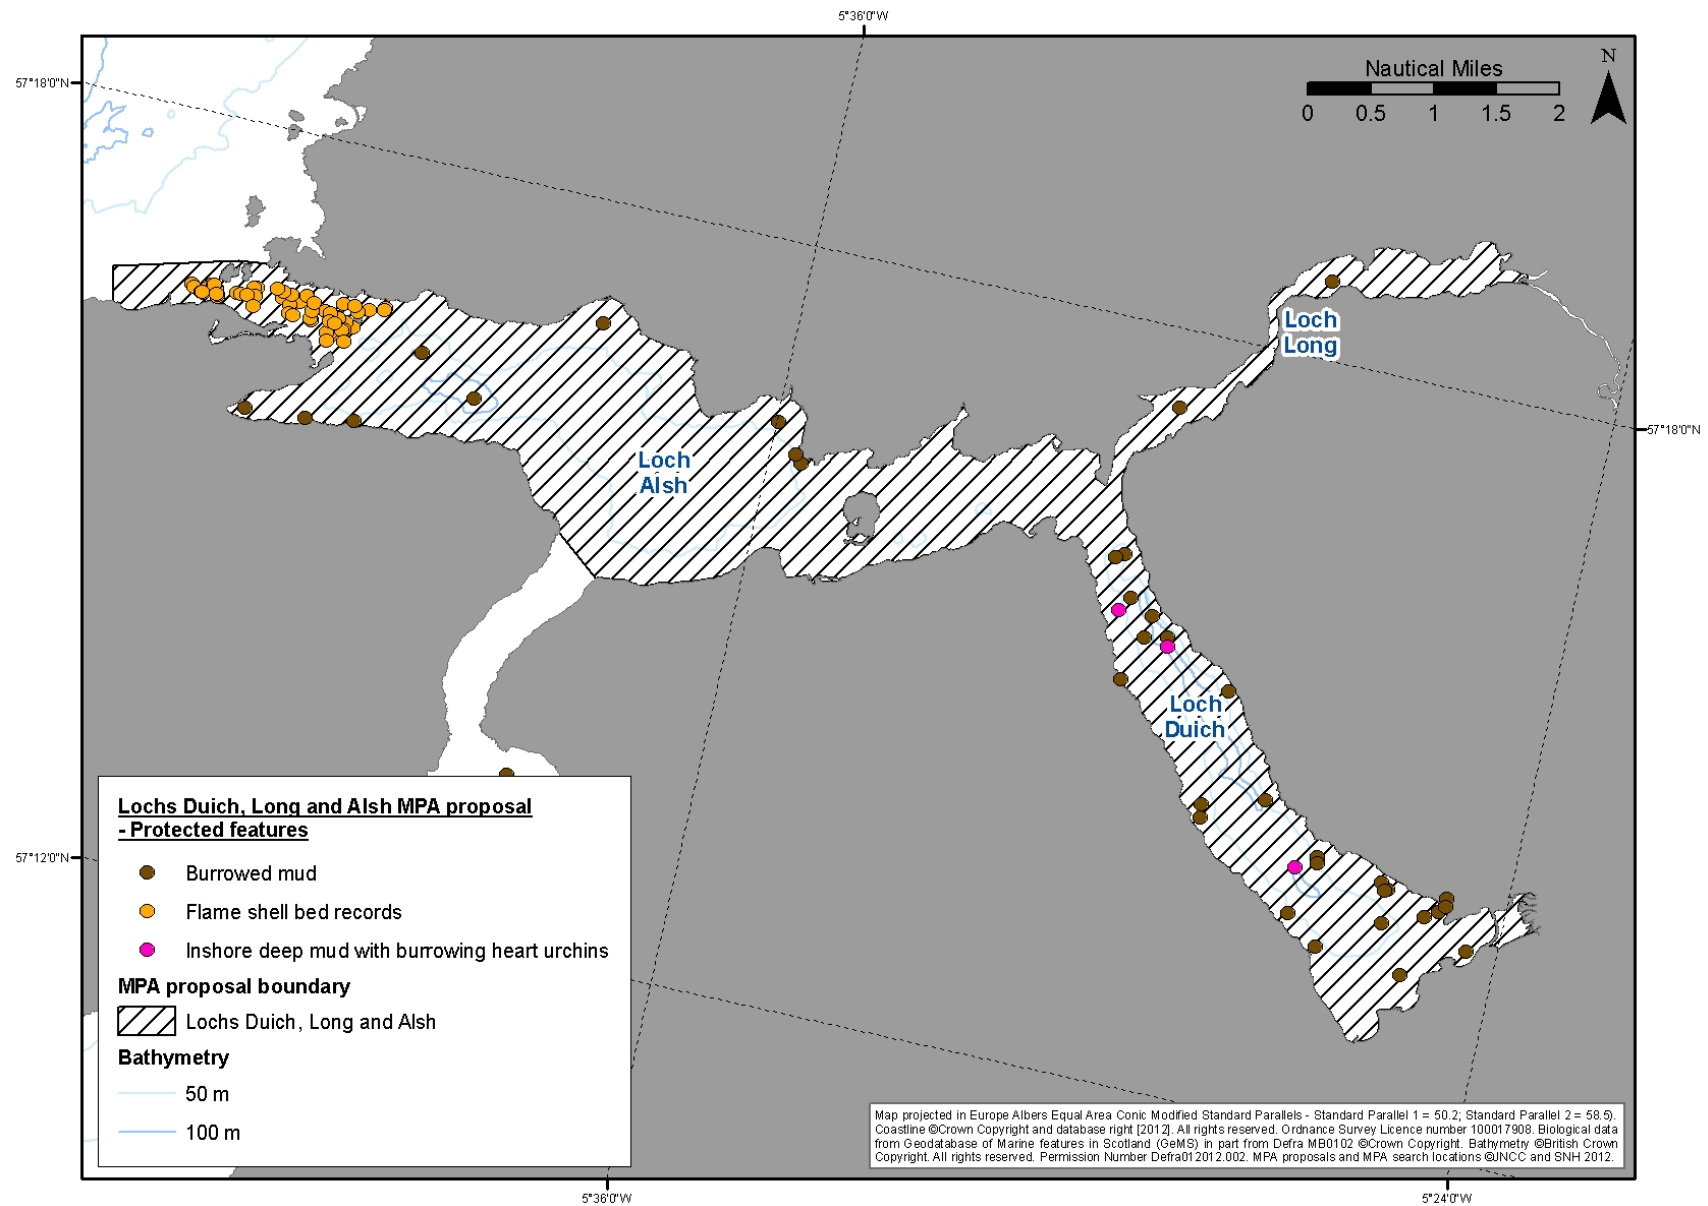 5°36'0"W
57°18'0"N
N
Nautical Miles
0 0.5 1 1.5 2
Loch
Long
57°18'0"N
Loch
Alsh
Loch
Duich
Lochs Duich, Long and Alsh MPA proposal
- Protected features
Burrowed mud
Flame shell bed records
Inshore deep mud with burrowing heart urchins
MPA proposal boundary
Lochs Duich, Long and Alsh
Bathymetry
50 m
100 m
57°12'0"N
Map projected in Europe Albers Equal Area Conic Modified Standard Parallels - Standard Parallel 1 = 50.2; Standard Parallel 2 = 58.5).
Coastline ©Crown Copyright and database right [2012]. All rights reserved. Ordnance Survey Licence number 100017908. Biological data
from Geodatabase of Marine features in Scotland (GeMS) in part from Defra MB0102 ©Crown Copyright. Bathymetry ©British Crown
Copyright. All rights reserved. Permission Number Defra012012.002. MPA proposals and MPA search locations ©JNCC and SNH 2012.
5°36'0"W
5°24'0"W